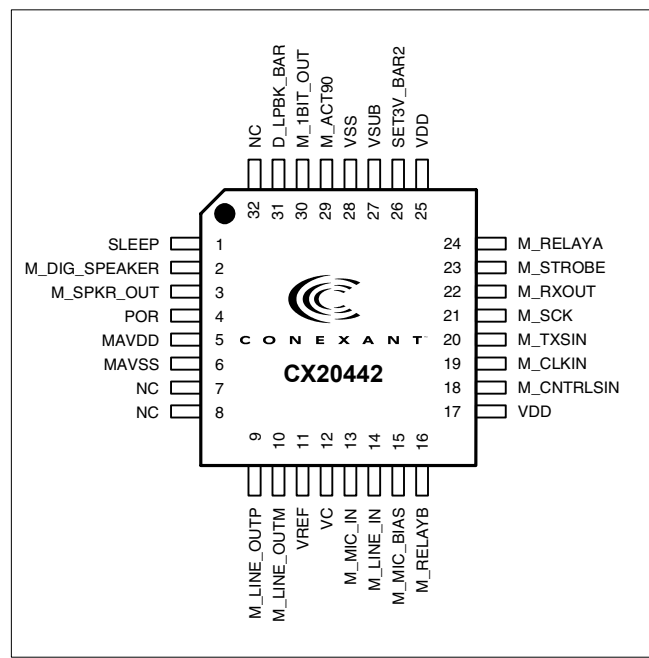 NC
D_LPBK_BAR
M_1BIT_OUT
M_ACT90
VSS
VSUB
SET3V_BAR2
VDD
32 31 30 29 28 27 26 25
SLEEP 1
M_DIG_SPEAKER 2
M_SPKR_OUT 3
POR 4
MAVDD 5
MAVSS 6
NC 7
NC 8
CONEXANT™
CX20442
24 M_RELAYA
23 M_STROBE
22 M_RXOUT
21 M_SCK
20 M_TXSIN
19 M_CLKIN
18 M_CNTRLSIN
17 VDD
9 10 11 12 13 14 15 16
M_LINE_OUTP
M_LINE_OUTM
VREF
VC
M_MIC_IN
M_LINE_IN
M_MIC_BIAS
M_RELAYB